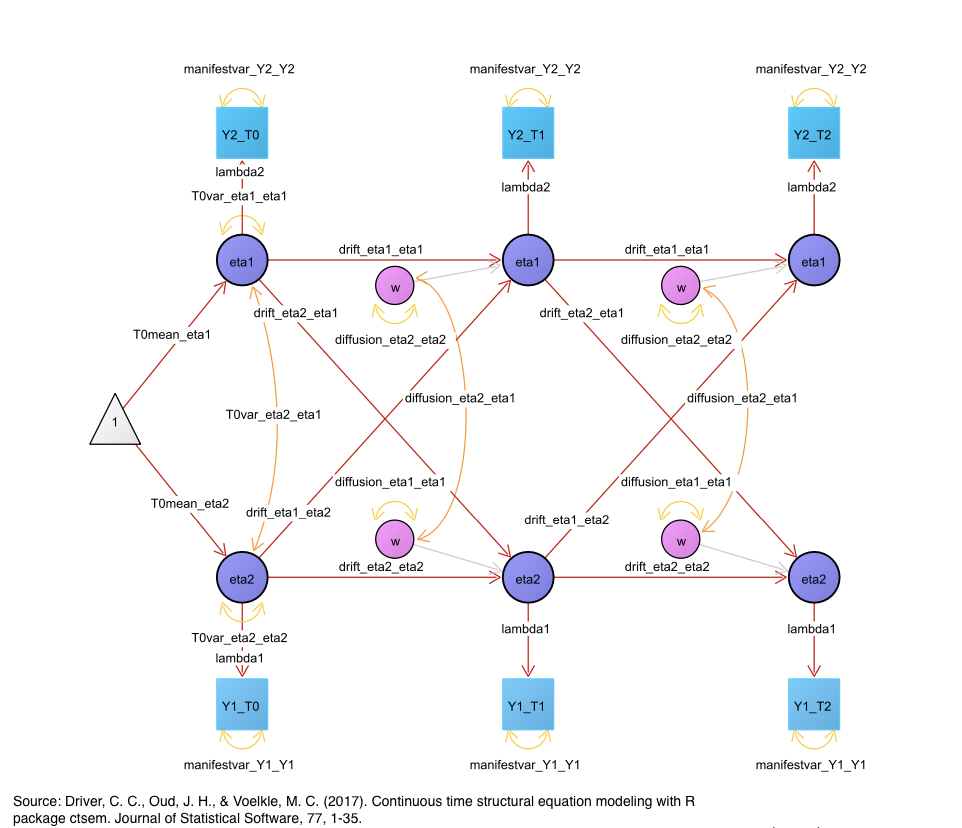 manifestvar_Y2_Y2 manifestvar_Y2_Y2 manifestvar_Y2_Y2
Y2_T0 Y2_T1 Y2_T2
lambda2
lambda2 lambda2
T0var_eta1_eta1
drift_eta1_eta1 drift_eta1_eta1
eta1 eta1 eta1
w w
drift_eta2_eta1 drift_eta2_eta1
T0mean_eta1
diffusion_eta2_eta2 diffusion_eta2_eta2
diffusion_eta2_eta1 diffusion_eta2_eta1
T0var_eta2_eta1
1
diffusion_eta1_eta1 diffusion_eta1_eta1
T0mean_eta2
drift_eta1_eta2
drift_eta1_eta2
w w
drift_eta2_eta2 drift_eta2_eta2
eta2 eta2 eta2
lambda1 lambda1
T0var_eta2_eta2
lambda1
Y1_T0 Y1_T1 Y1_T2
manifestvar_Y1_Y1 manifestvar_Y1_Y1 manifestvar_Y1_Y1
Source: Driver, C. C., Oud, J. H., & Voelkle, M. C. (2017). Continuous time structural equation modeling with R
package ctsem. Journal of Statistical Software, 77, 1-35.